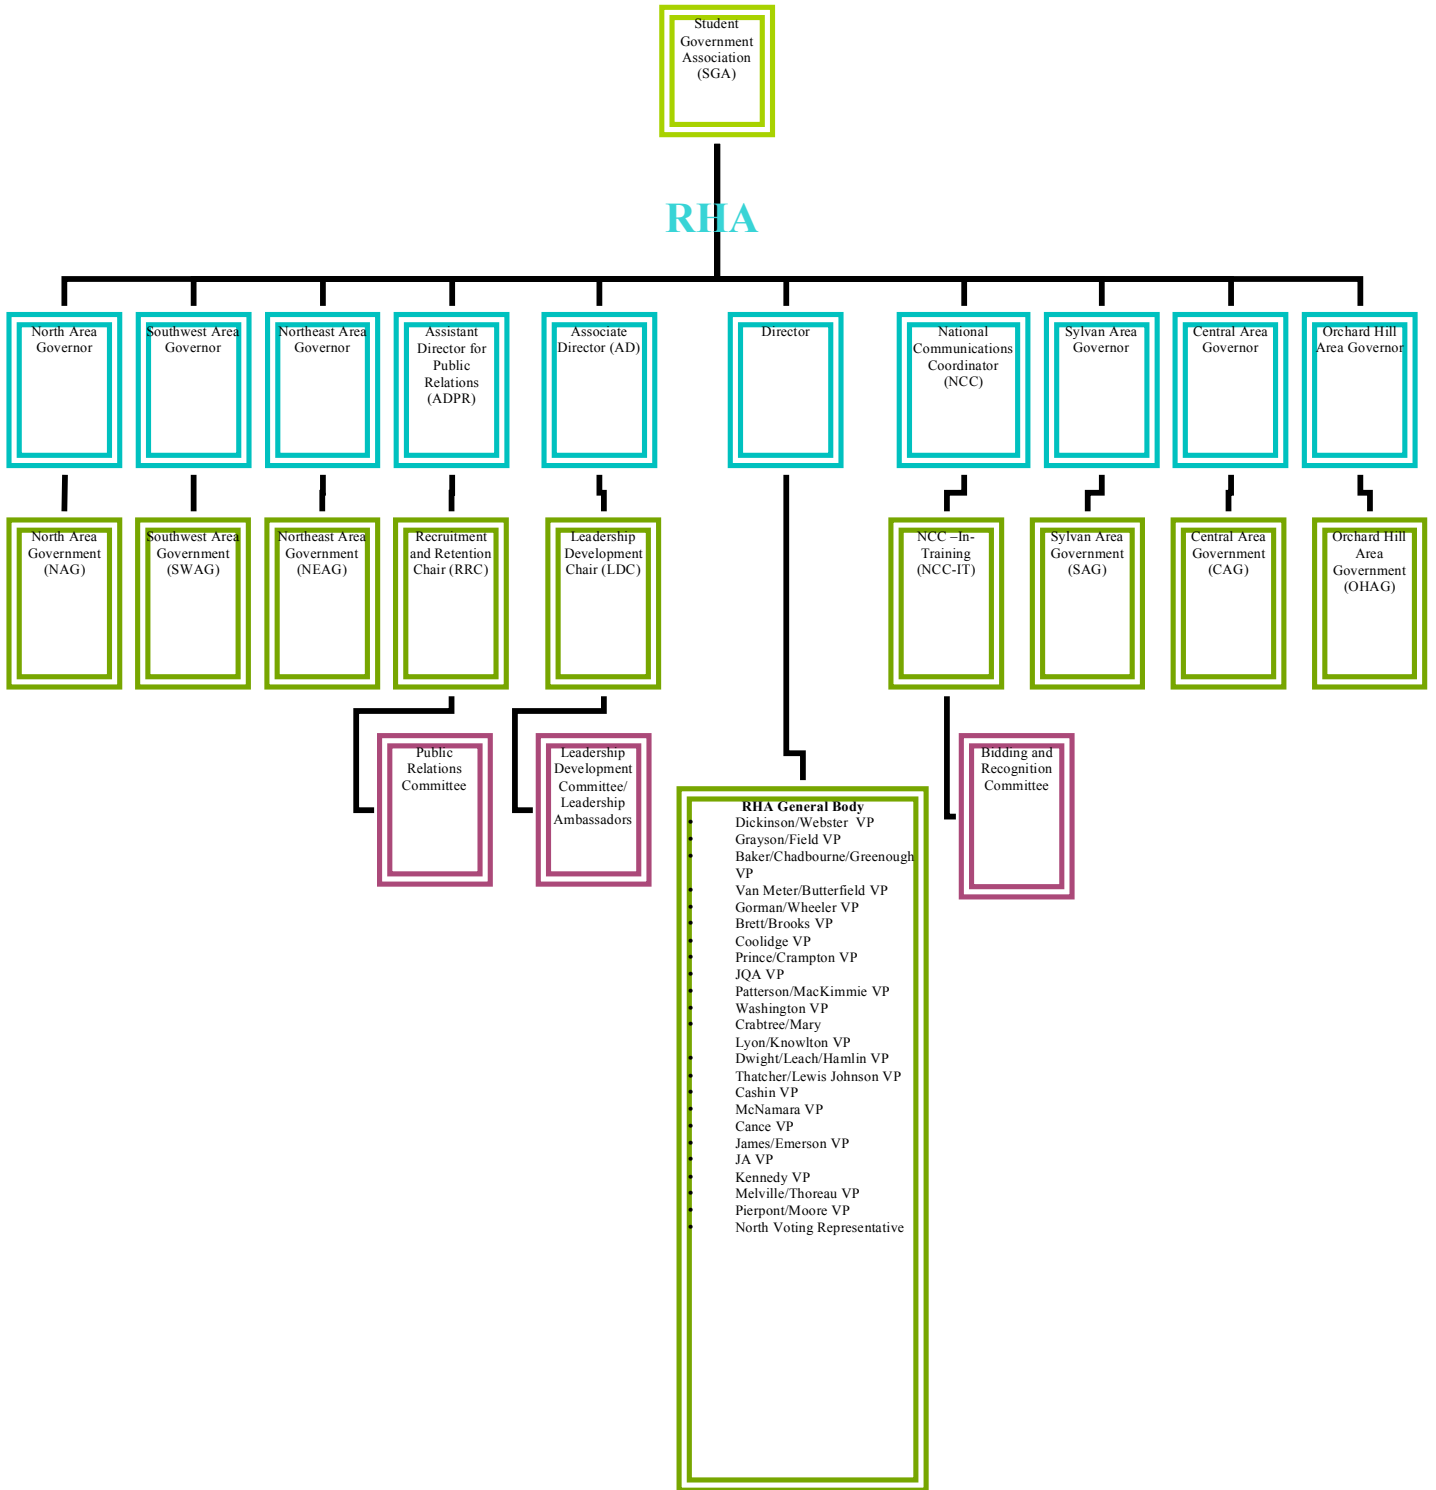 Student
Government
Association
(SGA)
RHA
North Area
Governor
Southwest Area
Governor
Northeast Area
Governor
Assistant
Director for
Public
Relations
(ADPR)
Associate
Director (AD)
Director
National
Communications
Coordinator
(NCC)
Sylvan Area
Governor
Central Area
Governor
Orchard Hill
Area Governor
North Area
Government
(NAG)
Southwest Area
Government
(SWAG)
Northeast Area
Government
(NEAG)
Recruitment
and Retention
Chair (RRC)
Leadership
Development
Chair (LDC)
NCC –In-
Training
(NCC-IT)
Sylvan Area
Government
(SAG)
Central Area
Government
(CAG)
Orchard Hill
Area
Government
(OHAG)
Public
Relations
Committee
Leadership
Development
Committee/
Leadership
Ambassadors
Bidding and
Recognition
Committee
RHA General Body
• Dickinson/Webster  VP
• Grayson/Field VP
• Baker/Chadbourne/Greenough
VP
• Van Meter/Butterfield VP
• Gorman/Wheeler VP
• Brett/Brooks VP
• Coolidge VP
• Prince/Crampton VP
• JQA VP
• Patterson/MacKimmie VP
• Washington VP
• Crabtree/Mary
Lyon/Knowlton VP
• Dwight/Leach/Hamlin VP
• Thatcher/Lewis Johnson VP
• Cashin VP
• McNamara VP
• Cance VP
• James/Emerson VP
• JA VP
• Kennedy VP
• Melville/Thoreau VP
• Pierpont/Moore VP
• North Voting Representative